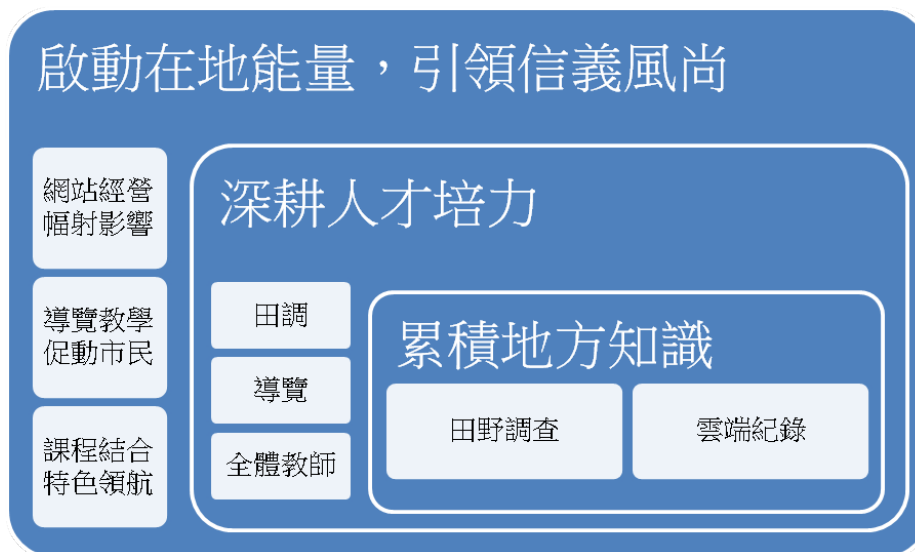 啟動在地能量，引領信義風尚
網站經營
幅射影響
導覽教學
促動市民
課程結合
特色領航
深耕人才培力
田調
導覽
全體教師
累積地方知識
田野調查
雲端紀錄